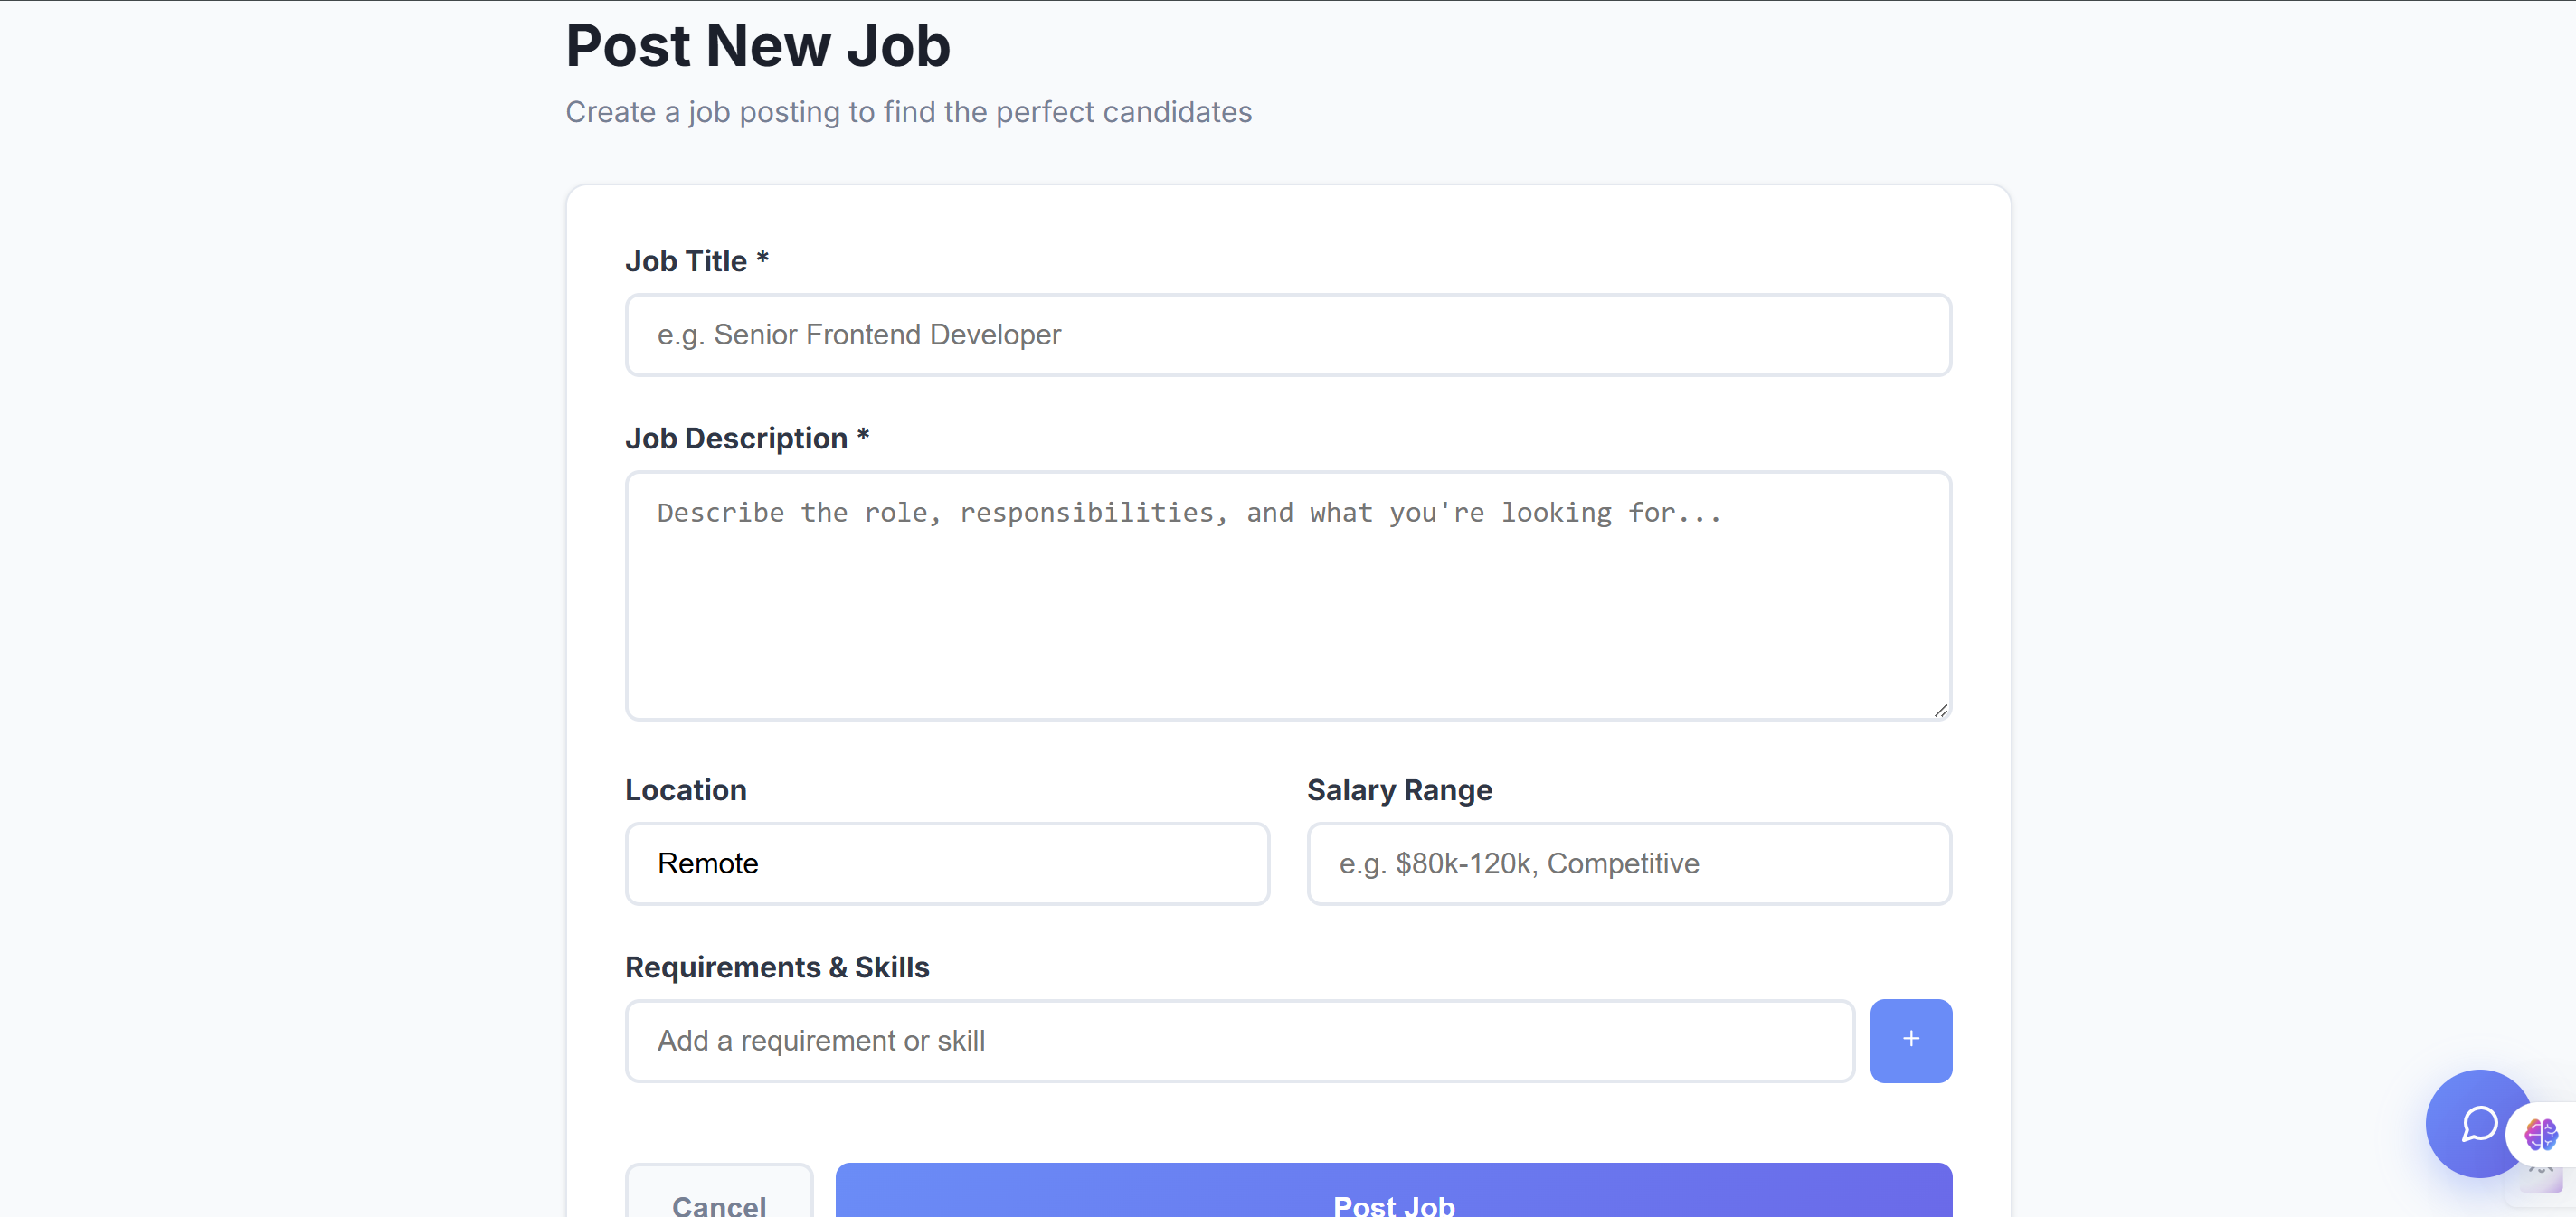 Post New Job
Create a job posting to find the perfect candidates
Job Title *
e.g. Senior Frontend Developer
Job Description *
Describe the role, responsibilities, and what you're looking for...
Location
Salary Range
Remote
e.g. $80k-120k, Competitive
Requirements & Skills
Add a requirement or skill
+
Cancel
Post Job